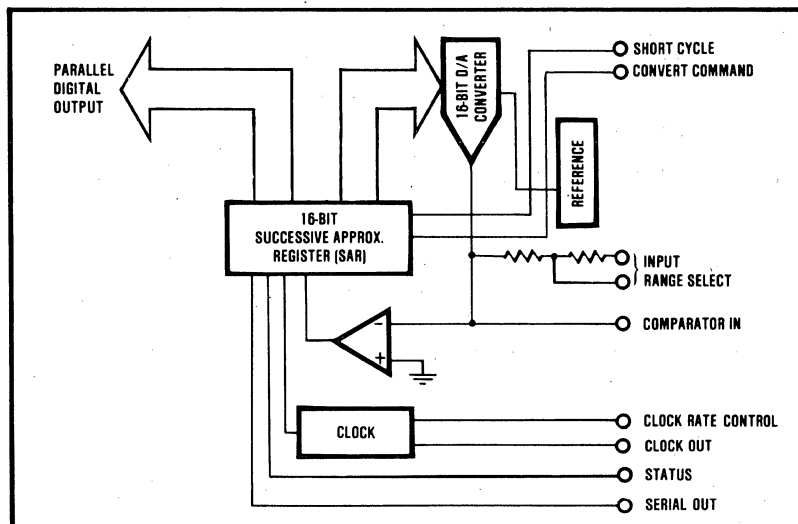 PARALLEL
DIGITAL
OUTPUT
16-BIT D/A
CONVERTER
SHORT CYCLE
CONVERT COMMAND
REFERENCE
16-BIT
SUCCESSIVE APPROX.
REGISTER (SAR)
INPUT
RANGE SELECT
−
+
COMPARATOR IN
CLOCK
CLOCK RATE CONTROL
CLOCK OUT
STATUS
SERIAL OUT